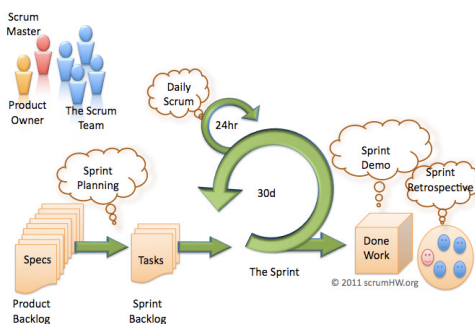 Scrum
Master
Product
Owner
The Scrum
Team
Daily
Scrum
24hr
Sprint
Planning
30d
Sprint
Demo
Sprint
Retrospective
Specs
Tasks
The Sprint
Done
Work
Product
Backlog
Sprint
Backlog
© 2011 scrumHW.org